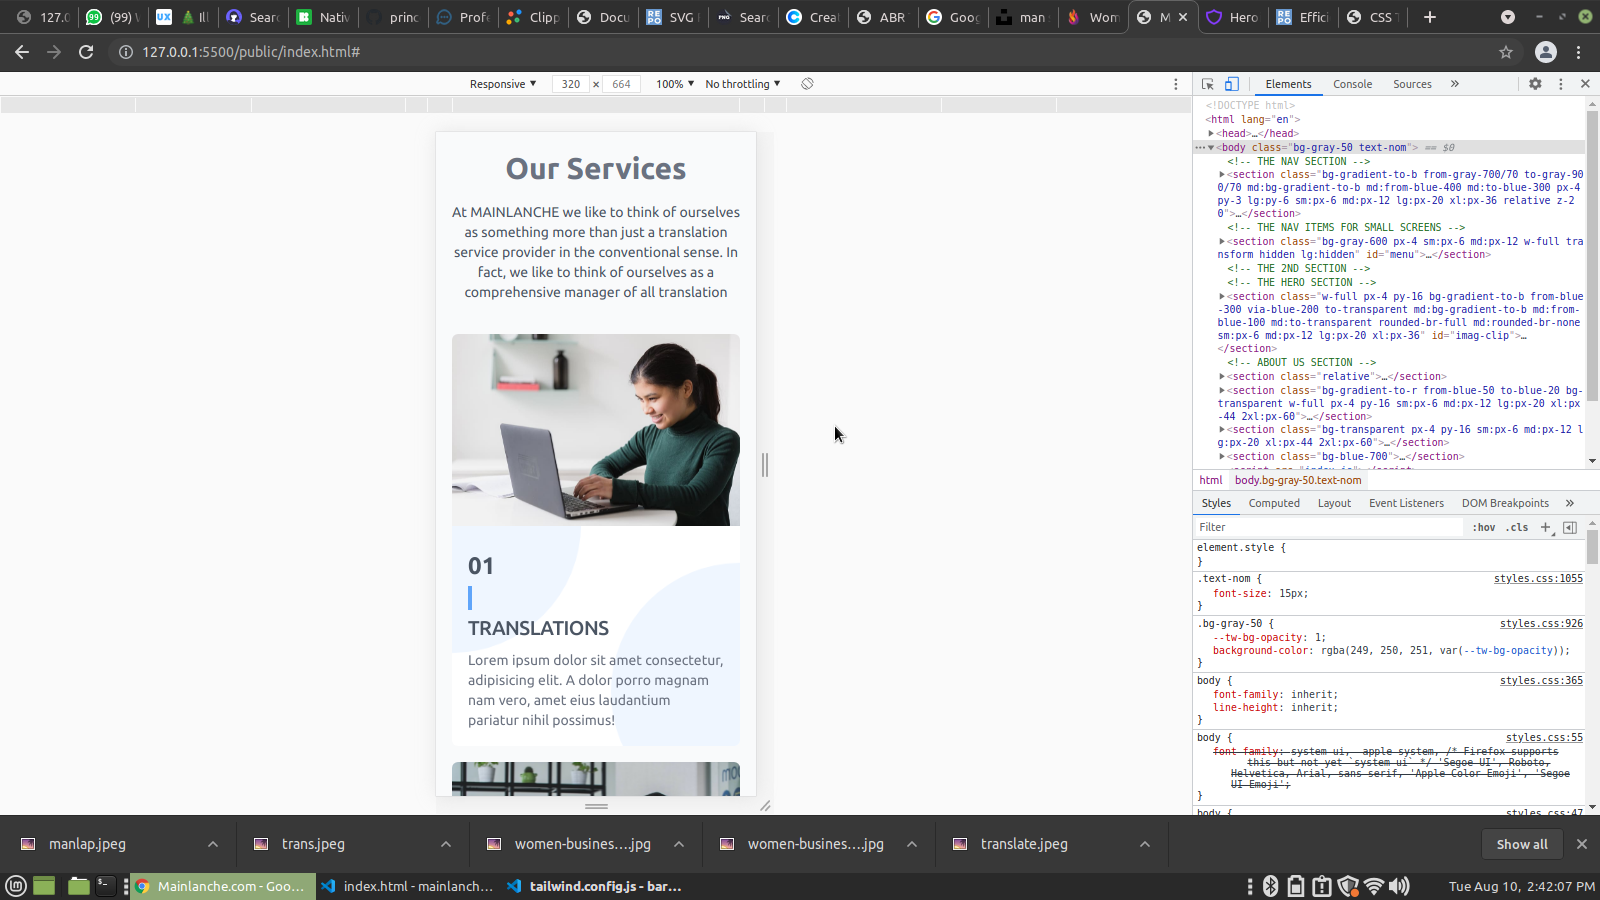 127.0
(99) W
Ill
Searc
Nativ
princ
Profe
Clipp
Docu
SVG I
Searc
Creat
ABR
Goog
man s
Wom
M
Hero
Effici
CSS T
127.0.0.1:5500/public/index.html#
Responsive
320 × 664
100%
No throttling
Elements
Console
Sources
<!DOCTYPE html>
<html lang="en">
<head>…</head>
<body class="bg-gray-50 text-nom"> == $0
<!-- THE NAV SECTION -->
<section class="bg-gradient-to-b from-gray-700/70 to-gray-90
0/70 md:bg-gradient-to-b md:from-blue-400 md:to-blue-300 px-4
py-3 lg:py-6 sm:px-6 md:px-12 lg:px-20 xl:px-36 relative z-2
0">…</section>
<!-- THE NAV ITEMS FOR SMALL SCREENS -->
<section class="bg-gray-600 px-4 sm:px-6 md:px-12 w-full tra
nsform hidden lg:hidden" id="menu">…</section>
<!-- THE 2ND SECTION -->
<!-- THE HERO SECTION -->
<section class="w-full px-4 py-16 bg-gradient-to-b from-blue
-300 via-blue-200 to-transparent md:bg-gradient-to-b md:from-
blue-100 md:to-transparent rounded-br-full md:rounded-br-none
sm:px-6 md:px-12 lg:px-20 xl:px-36" id="imag-clip">…
</section>
<!-- ABOUT US SECTION -->
<section class="relative">…</section>
<section class="bg-gradient-to-r from-blue-50 to-blue-20 bg-
transparent w-full px-4 py-16 sm:px-6 md:px-12 lg:px-20 xl:px
-44 2xl:px-60">…</section>
<section class="bg-transparent px-4 py-16 sm:px-6 md:px-12 l
g:px-20 xl:px-44 2xl:px-60">…</section>
<section class="bg-blue-700">…</section>
html body.bg-gray-50.text-nom
Styles
Computed
Layout
Event Listeners
DOM Breakpoints
Filter
:hov .cls
element.style {
}
.text-nom { styles.css:1055
font-size: 15px;
}
.bg-gray-50 { styles.css:926
--tw-bg-opacity: 1;
background-color: rgba(249, 250, 251, var(--tw-bg-opacity));
}
body { styles.css:365
font-family: inherit;
line-height: inherit;
}
body { styles.css:55
font-family: system-ui, -apple-system, /* Firefox supports
this but not yet `system-ui` */ 'Segoe UI', Roboto,
Helvetica, Arial, sans-serif, 'Apple Color Emoji', 'Segoe
UI Emoji';
}
body { styles.css:47
Our Services
At MAINLANCHE we like to think of ourselves
as something more than just a translation
service provider in the conventional sense. In
fact, we like to think of ourselves as a
comprehensive manager of all translation
01
TRANSLATIONS
Lorem ipsum dolor sit amet consectetur,
adipisicing elit. A dolor porro magnam
nam vero, amet eius laudantium
pariatur nihil possimus!
manlap.jpeg
trans.jpeg
women-busines....jpg
women-busines....jpg
translate.jpeg
Show all
Mainlanche.com - Goo...
index.html - mainlanch...
tailwind.config.js - bar...
Tue Aug 10, 2:42:07 PM